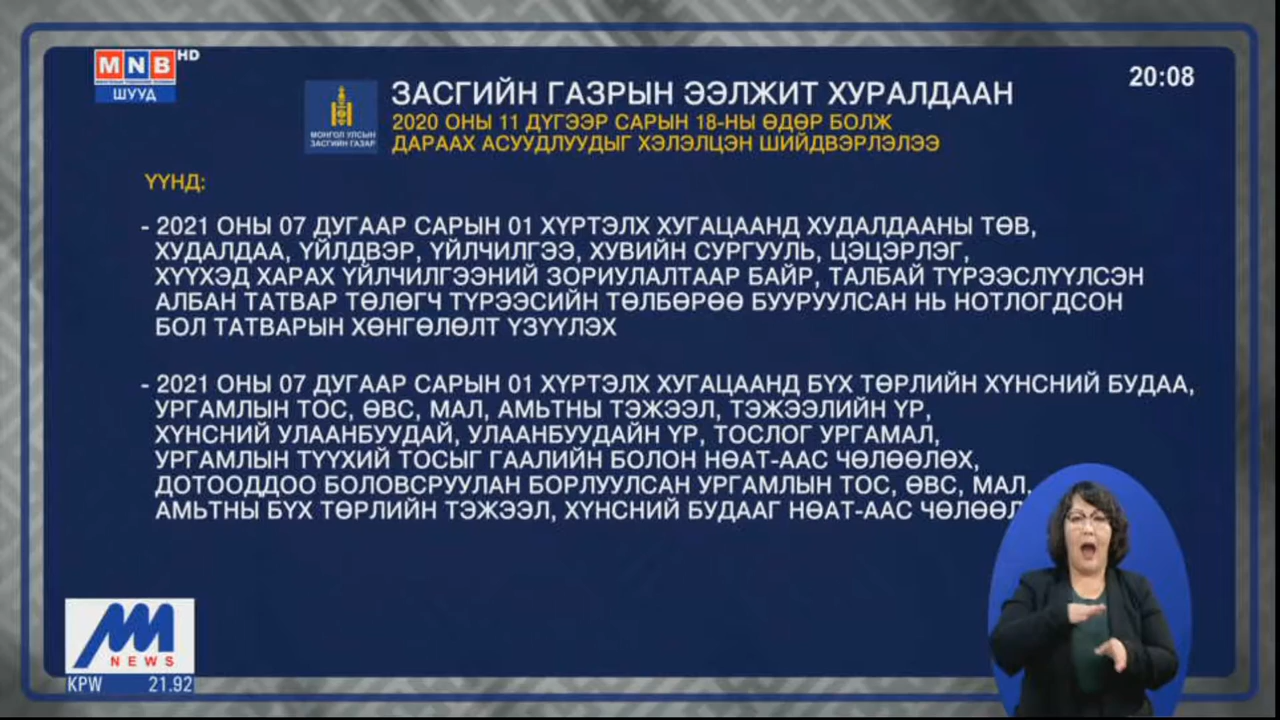 MNB HD
ШУУД
20:08
МОНГОЛ УЛСЫН
ЗАСГИЙН ГАЗАР
ЗАСГИЙН ГАЗРЫН ЭЭЛЖИТ ХУРАЛДААН
2020 ОНЫ 11 ДҮГЭЭР САРЫН 18-НЫ ӨДӨР БОЛЖ
ДАРААХ АСУУДЛУУДЫГ ХЭЛЭЛЦЭН ШИЙДВЭРЛЭЛЭЭ
ҮҮНД:
- 2021 ОНЫ 07 ДУГААР САРЫН 01 ХҮРТЭЛХ ХУГАЦААНД ХУДАЛДААНЫ ТӨВ,
ХУДАЛДАА, ҮЙЛДВЭР, ҮЙЛЧИЛГЭЭ, ХУВИЙН СУРГУУЛЬ, ЦЭЦЭРЛЭГ,
ХҮҮХЭД ХАРАХ ҮЙЛЧИЛГЭЭНИЙ ЗОРИУЛАЛТААР БАЙР, ТАЛБАЙ ТҮРЭЭСЛҮҮЛСЭН
АЛБАН ТАТВАР ТӨЛӨГЧ ТҮРЭЭСИЙН ТӨЛБӨРӨӨ БУУРУУЛСАН НЬ НОТЛОГДСОН
БОЛ ТАТВАРЫН ХӨНГӨЛӨЛТ ҮЗҮҮЛЭХ
- 2021 ОНЫ 07 ДУГААР САРЫН 01 ХҮРТЭЛХ ХУГАЦААНД БҮХ ТӨРЛИЙН ХҮНСНИЙ БУДАА,
УРГАМЛЫН ТОС, ӨВС, МАЛ, АМЬТНЫ ТЭЖЭЭЛ, ТЭЖЭЭЛИЙН ҮР,
ХҮНСНИЙ УЛААНБУУДАЙ, УЛААНБУУДАЙН ҮР, ТОСЛОГ УРГАМАЛ,
УРГАМЛЫН ТҮҮХИЙ ТОСЫГ ГААЛИЙН БОЛОН НӨАТ-ААС ЧӨЛӨӨЛӨХ,
ДОТООДДОО БОЛОВСРУУЛАН БОРЛУУЛСАН УРГАМЛЫН ТОС, ӨВС, МАЛ,
АМЬТНЫ БҮХ ТӨРЛИЙН ТЭЖЭЭЛ, ХҮНСНИЙ БУДААГ НӨАТ-ААС ЧӨЛӨӨЛ
NEWS
KPW 21.92